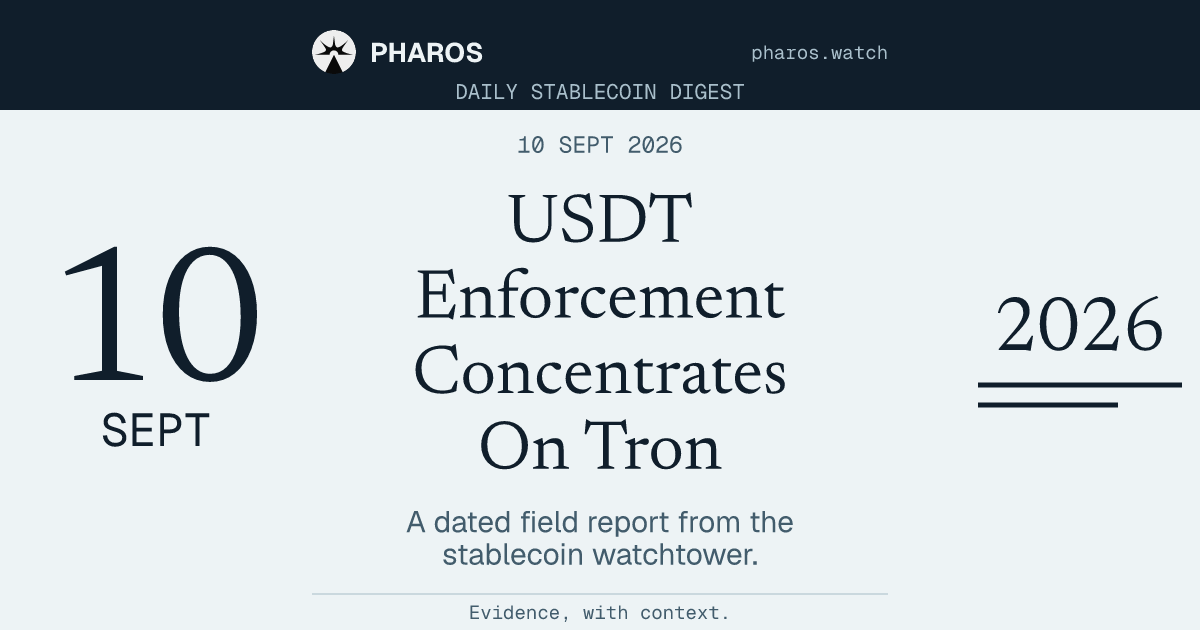 PHAROS
pharos.watch
DAILY STABLECOIN DIGEST
10 SEPT 2026
10
SEPT
USDT
Enforcement
Concentrates
On Tron
2026
A dated field report from the
stablecoin watchtower.
Evidence, with context.